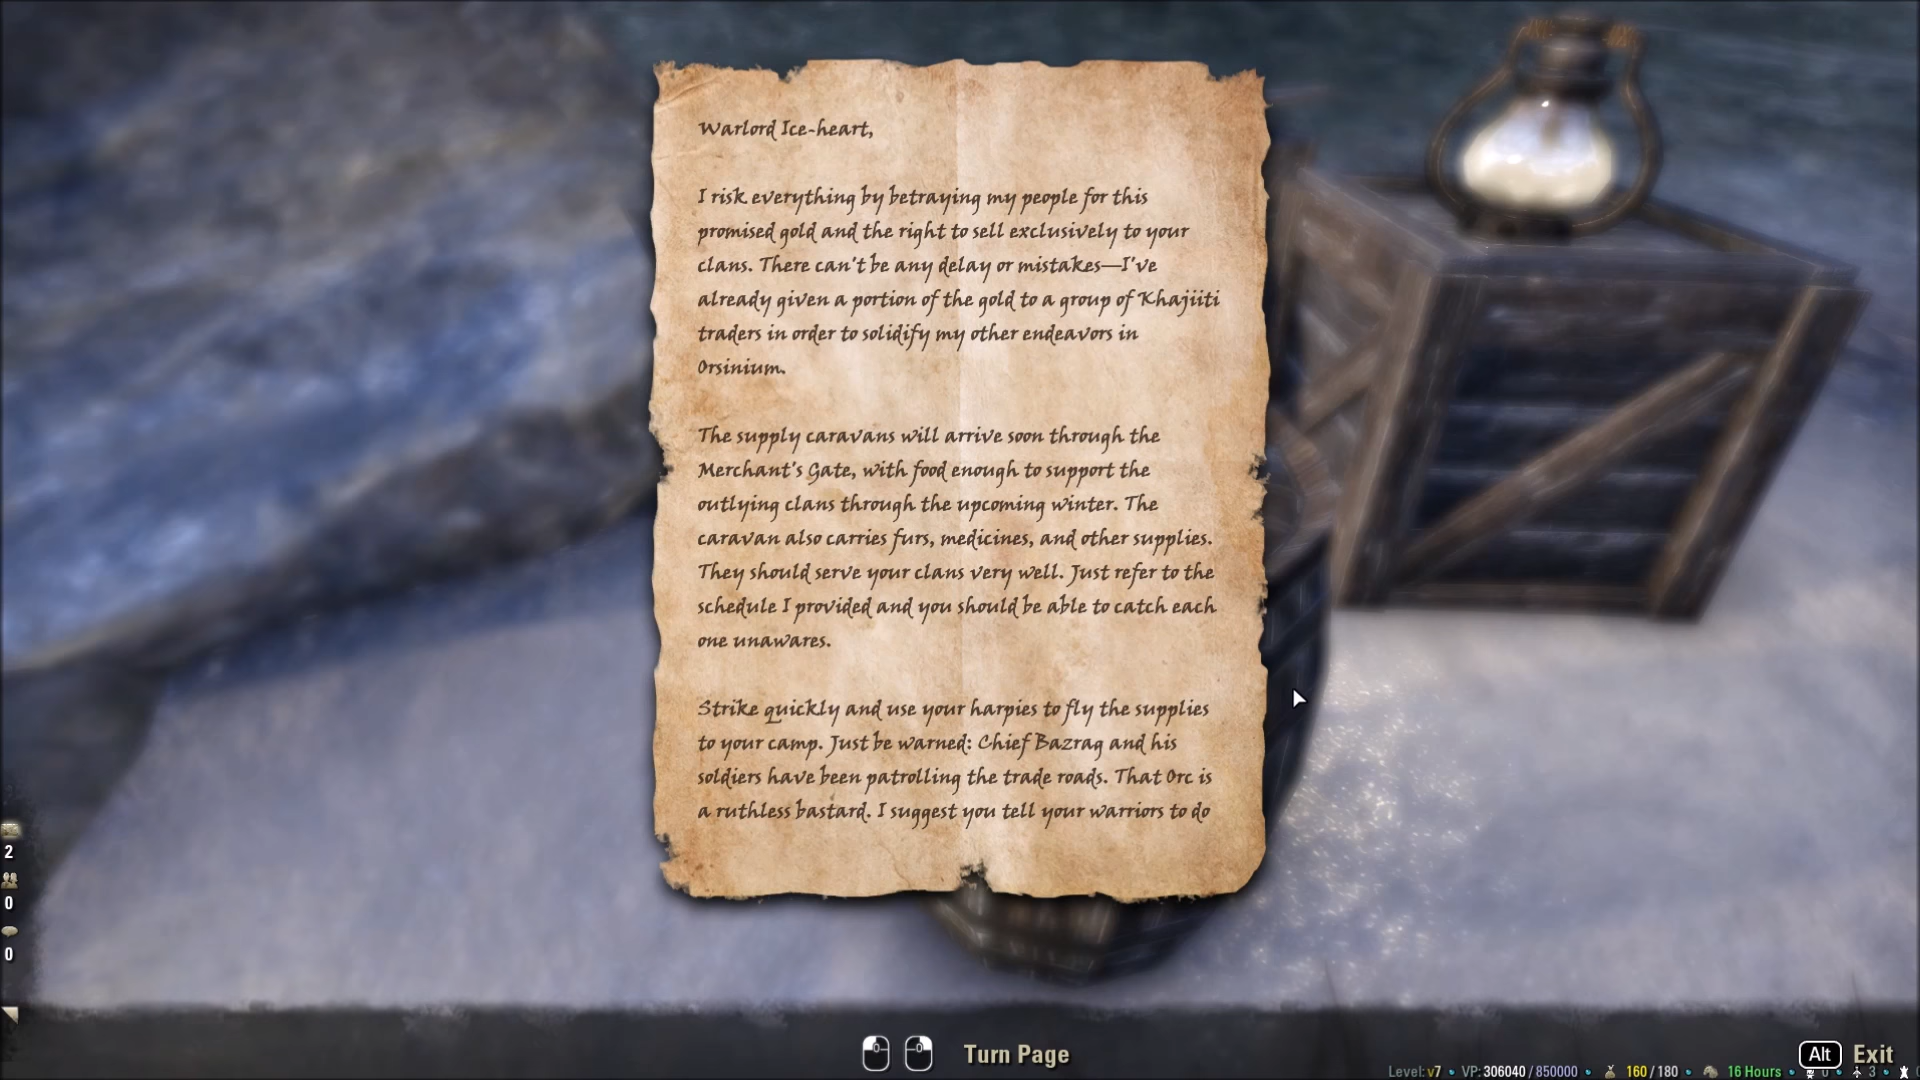 Warlord Ice-heart,
I risk everything by betraying my people for this
promised gold and the right to sell exclusively to your
clans. There can't be any delay or mistakes—I've
already given a portion of the gold to a group of Khajiiti
traders in order to solidify my other endeavors in
Orsinium.
The supply caravans will arrive soon through the
Merchant's Gate, with food enough to support the
outlying clans through the upcoming winter. The
caravan also carries furs, medicines, and other supplies.
They should serve your clans very well. Just refer to the
schedule I provided and you should be able to catch each
one unawares.
Strike quickly and use your harpies to fly the supplies
to your camp. Just be warned: Chief Bazrag and his
soldiers have been patrolling the trade roads. That Orc is
a ruthless bastard. I suggest you tell your warriors to do
2
0
0
Turn Page
Alt Exit
Level: v7 • VP: 306040 / 850000 • 160 / 180 • 16 Hours • 0 • 3 •